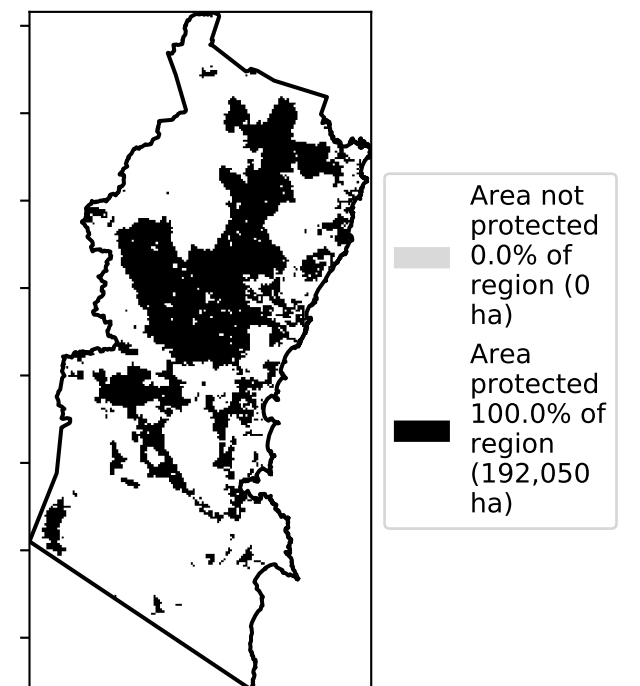 Area not
protected
0.0% of
region (0
ha)
Area
protected
100.0% of
region
(192,050
ha)